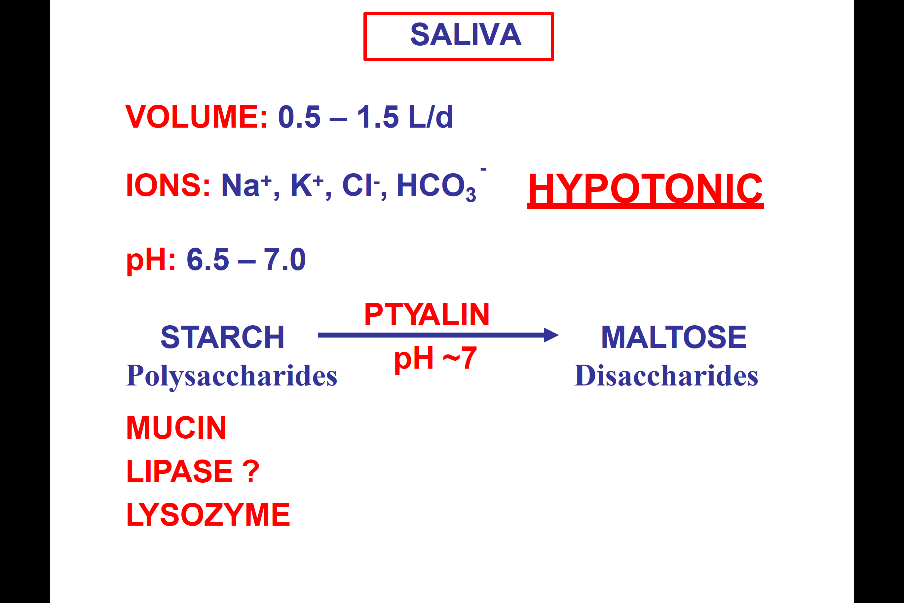 SALIVA
VOLUME: 0.5 – 1.5 L/d
IONS: Na⁺, K⁺, Cl⁻, HCO₃⁻ HYPOTONIC
pH: 6.5 – 7.0
PTYALIN
STARCH MALTOSE
pH ~7
Polysaccharides Disaccharides
MUCIN
LIPASE ?
LYSOZYME